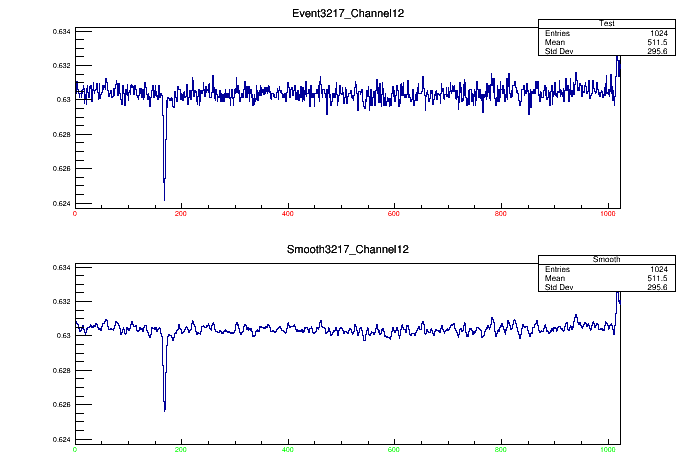 Event3217_Channel12
Test
Entries 1024
Mean 511.5
Std Dev 295.6
0.634
0.632
0.63
0.628
0.626
0.624
0 200 400 600 800 1000
Smooth3217_Channel12
Smooth
Entries 1024
Mean 511.5
Std Dev 295.6
0.634
0.632
0.63
0.628
0.626
0.624
0 200 400 600 800 1000